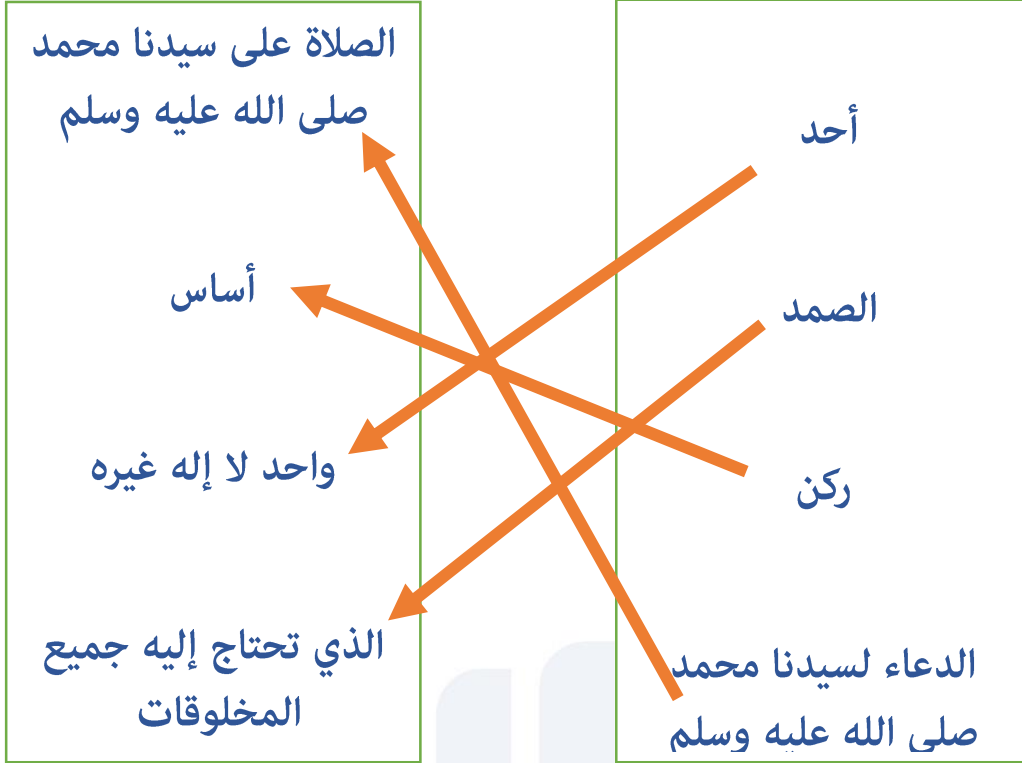 أحد
الصمد
ركن
الدعاء لسيدنا محمد
صلى الله عليه وسلم
الصلاة على سيدنا محمد
صلى الله عليه وسلم
أساس
واحد لا إله غيره
الذي تحتاج إليه جميع
المخلوقات